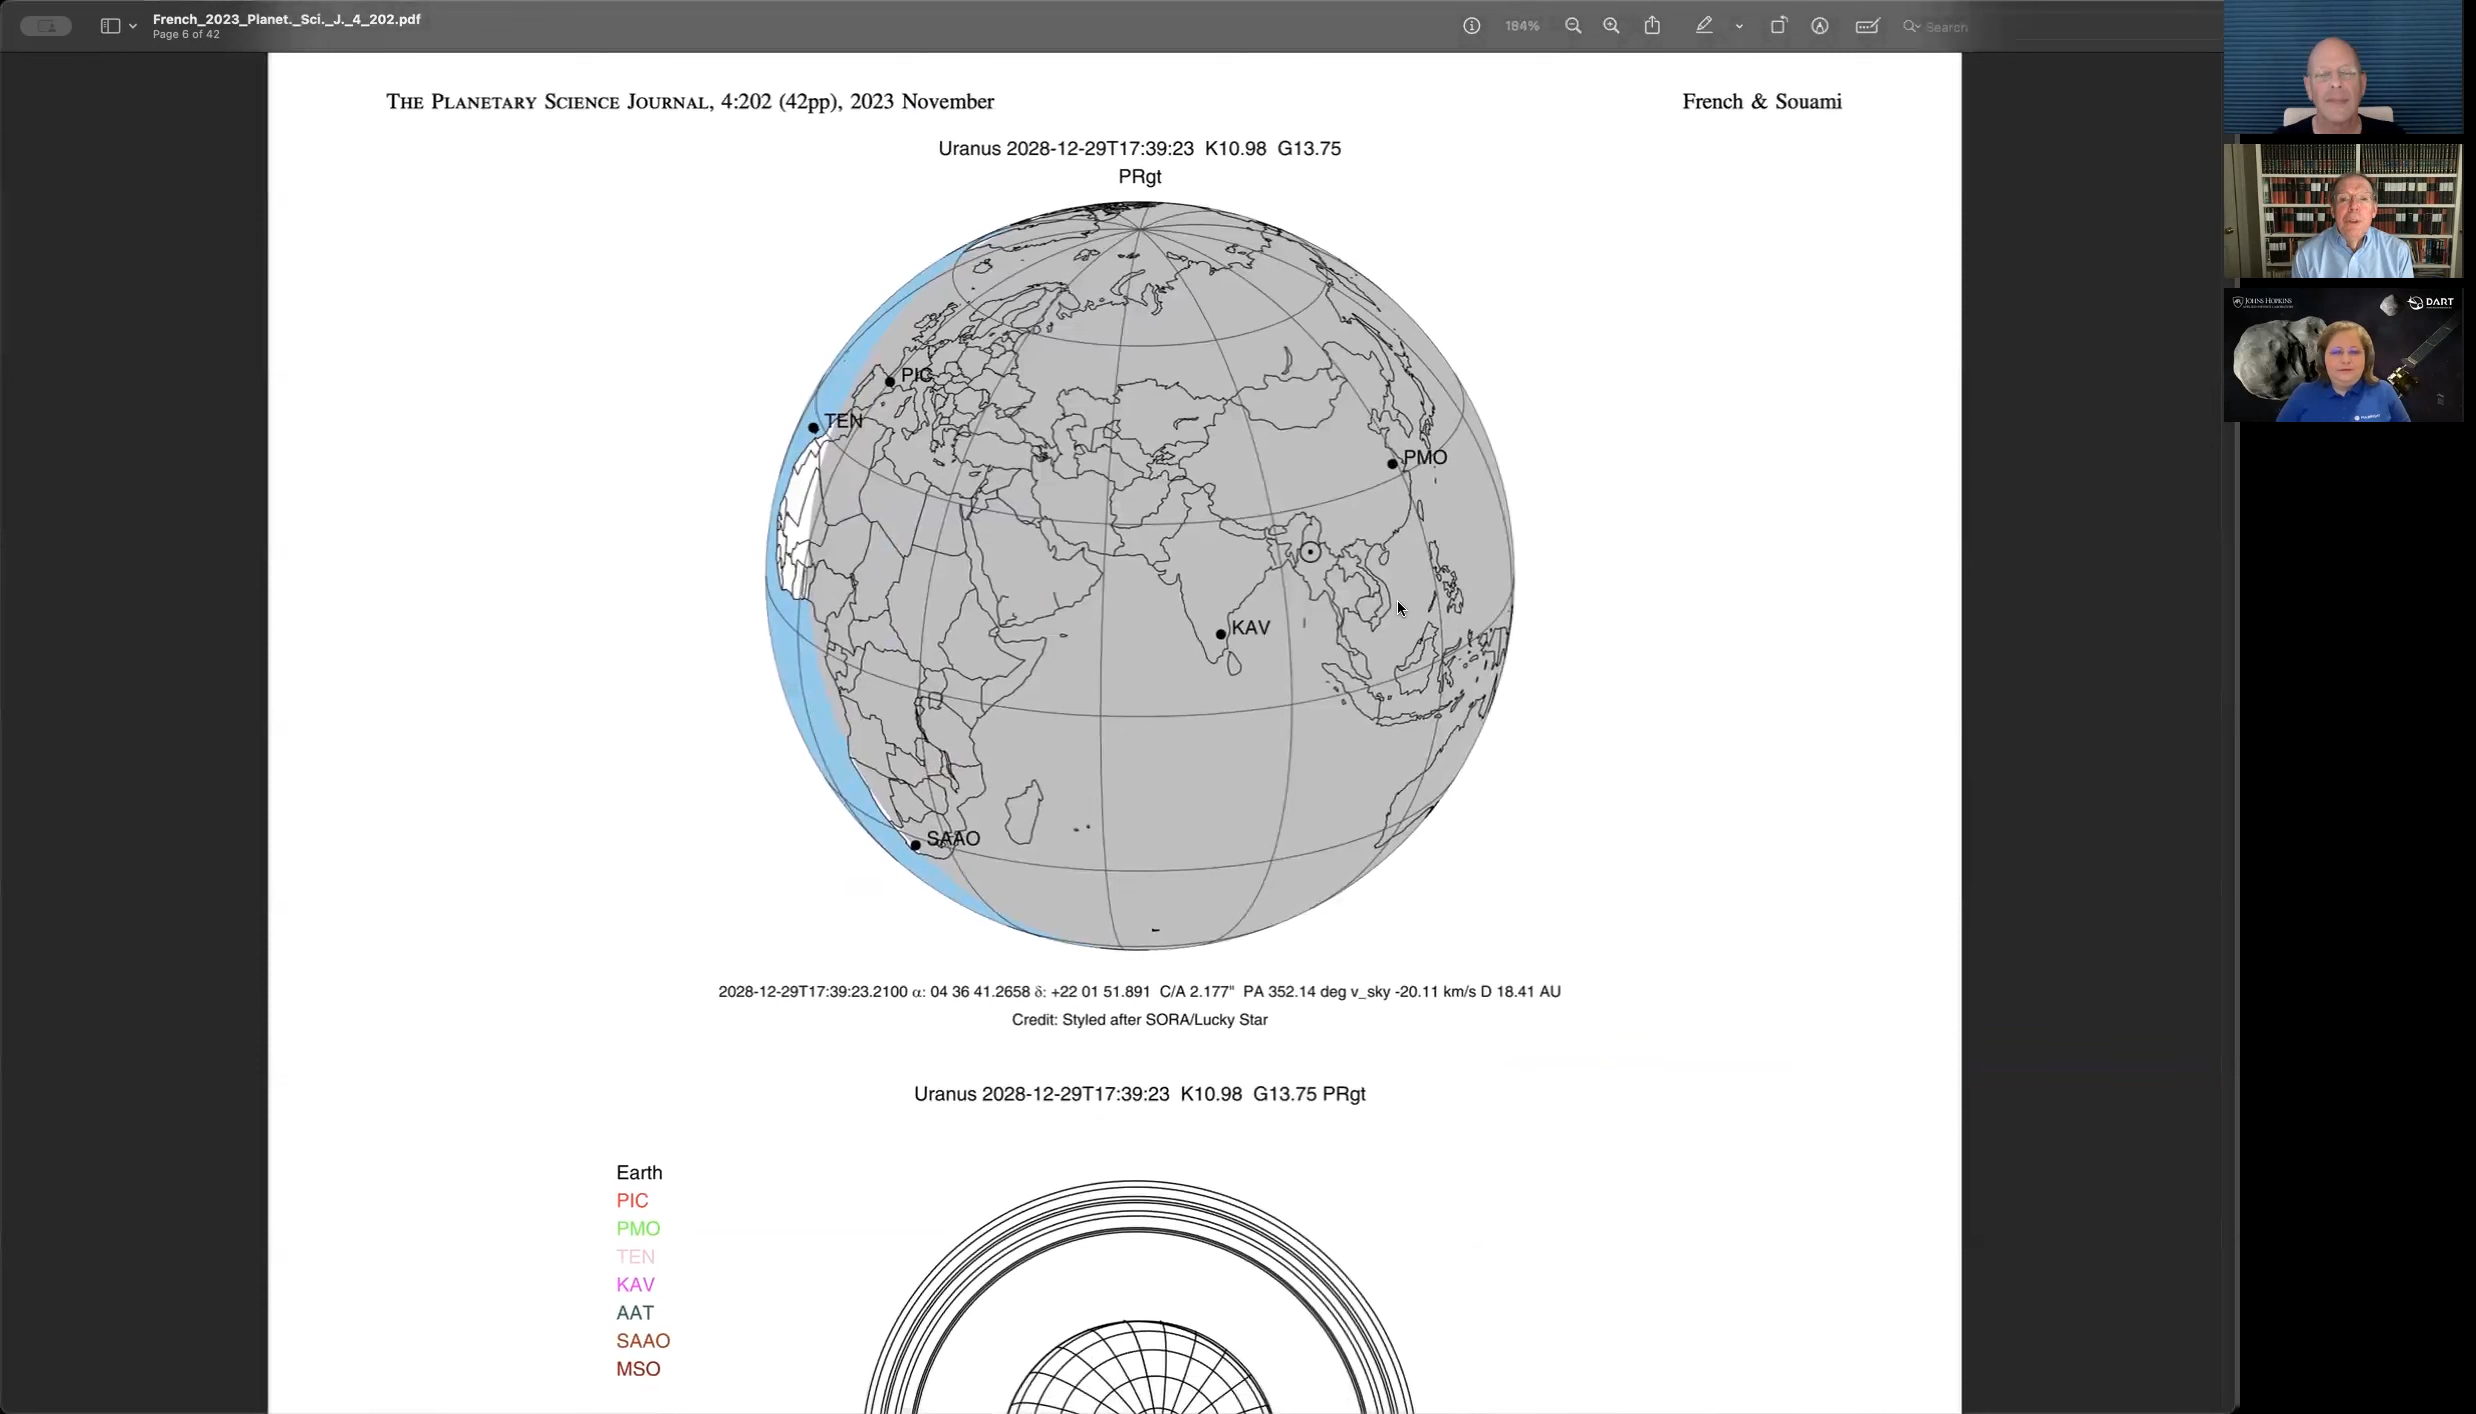 French_2023_Planet._Sci._J._4_202.pdf
Page 6 of 42
184%
Search
THE PLANETARY SCIENCE JOURNAL, 4:202 (42pp), 2023 November
French & Souami
Uranus 2028-12-29T17:39:23 K10.98 G13.75
PRgt
PIC
TEN
PMO
KAV
SAAO
2028-12-29T17:39:23.2100 α: 04 36 41.2658 δ: +22 01 51.891 C/A 2.177" PA 352.14 deg v_sky -20.11 km/s D 18.41 AU
Credit: Styled after SORA/Lucky Star
Uranus 2028-12-29T17:39:23 K10.98 G13.75 PRgt
Earth
PIC
PMO
TEN
KAV
AAT
SAAO
MSO
JOHNS HOPKINS
DART